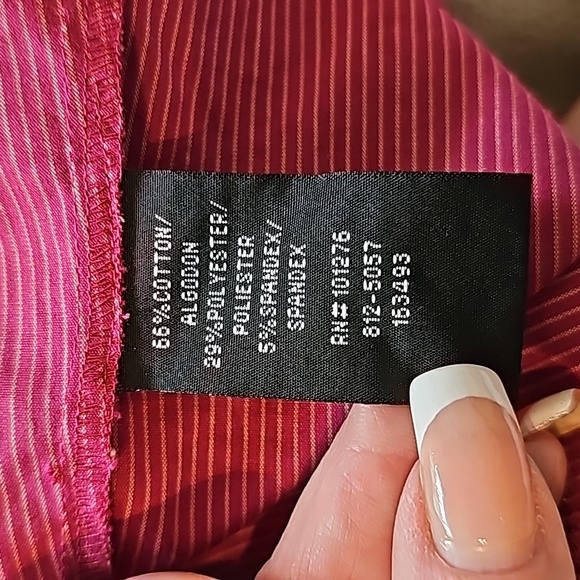 66%COTTON/
ALGODON
29%POLYESTER/
POLIESTER
5%SPANDEX/
SPANDEX
RN# 101276
812-5057
163493